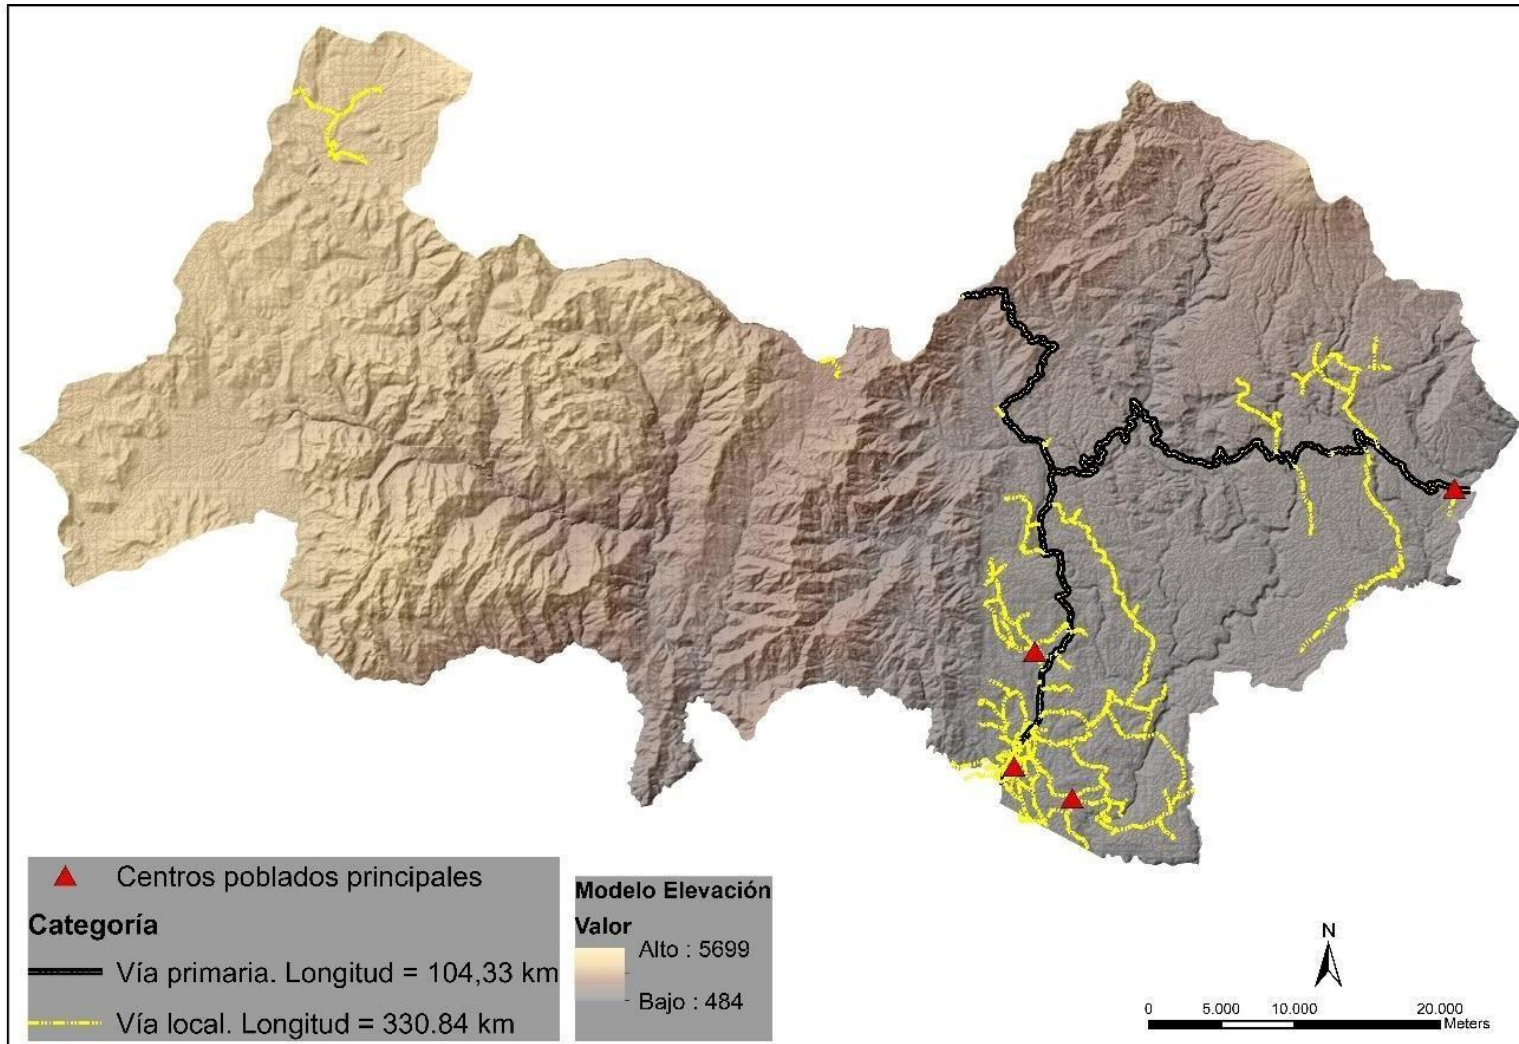 Centros poblados principales
Categoría
Vía primaria. Longitud = 104,33 km
Vía local. Longitud = 330.84 km
Modelo Elevación
Valor
Alto : 5699
Bajo : 484
N
0 5.000 10.000 20.000
Meters